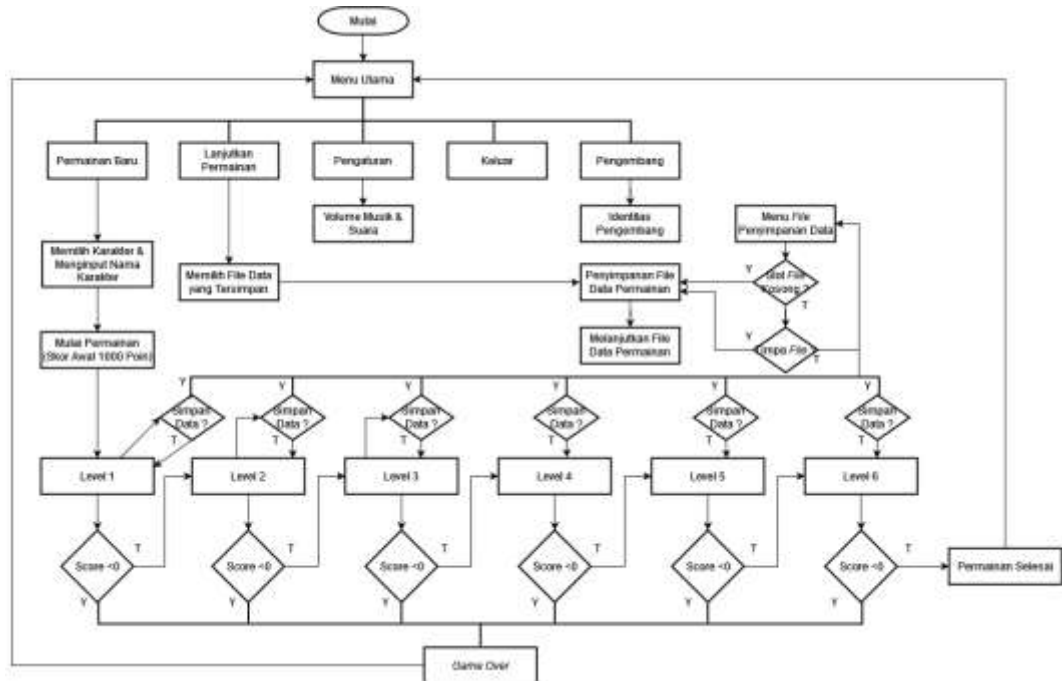 Mulai
Menu Utama
Permainan Baru
Lanjutkan
Permainan
Pengaturan
Keluar
Pengembang
Volume Musik &
Suara
Identitas
Pengembang
Menu File
Penyimpanan Data
Memilih Karakter &
Menginput Nama
Karakter
Memilih File Data
yang Tersimpan
Penyimpanan File
Data Permainan
Y
Slot File
Kosong ?
T
Mulai Permainan
(Skor Awal 1000 Poin)
Melanjutkan File
Data Permainan
Y
File
T
Y
Y
Y
Y
Y
Y
Simpan
Data ?
Simpan
Data ?
Simpan
Data ?
Simpan
Data ?
Simpan
Data ?
Simpan
Data ?
T
T
T
T
T
T
Level 1
Level 2
Level 3
Level 4
Level 5
Level 6
T
T
T
T
T
T
Score <0
Score <0
Score <0
Score <0
Score <0
Score <0
Permainan Selesai
Y
Y
Y
Y
Y
Y
Game Over